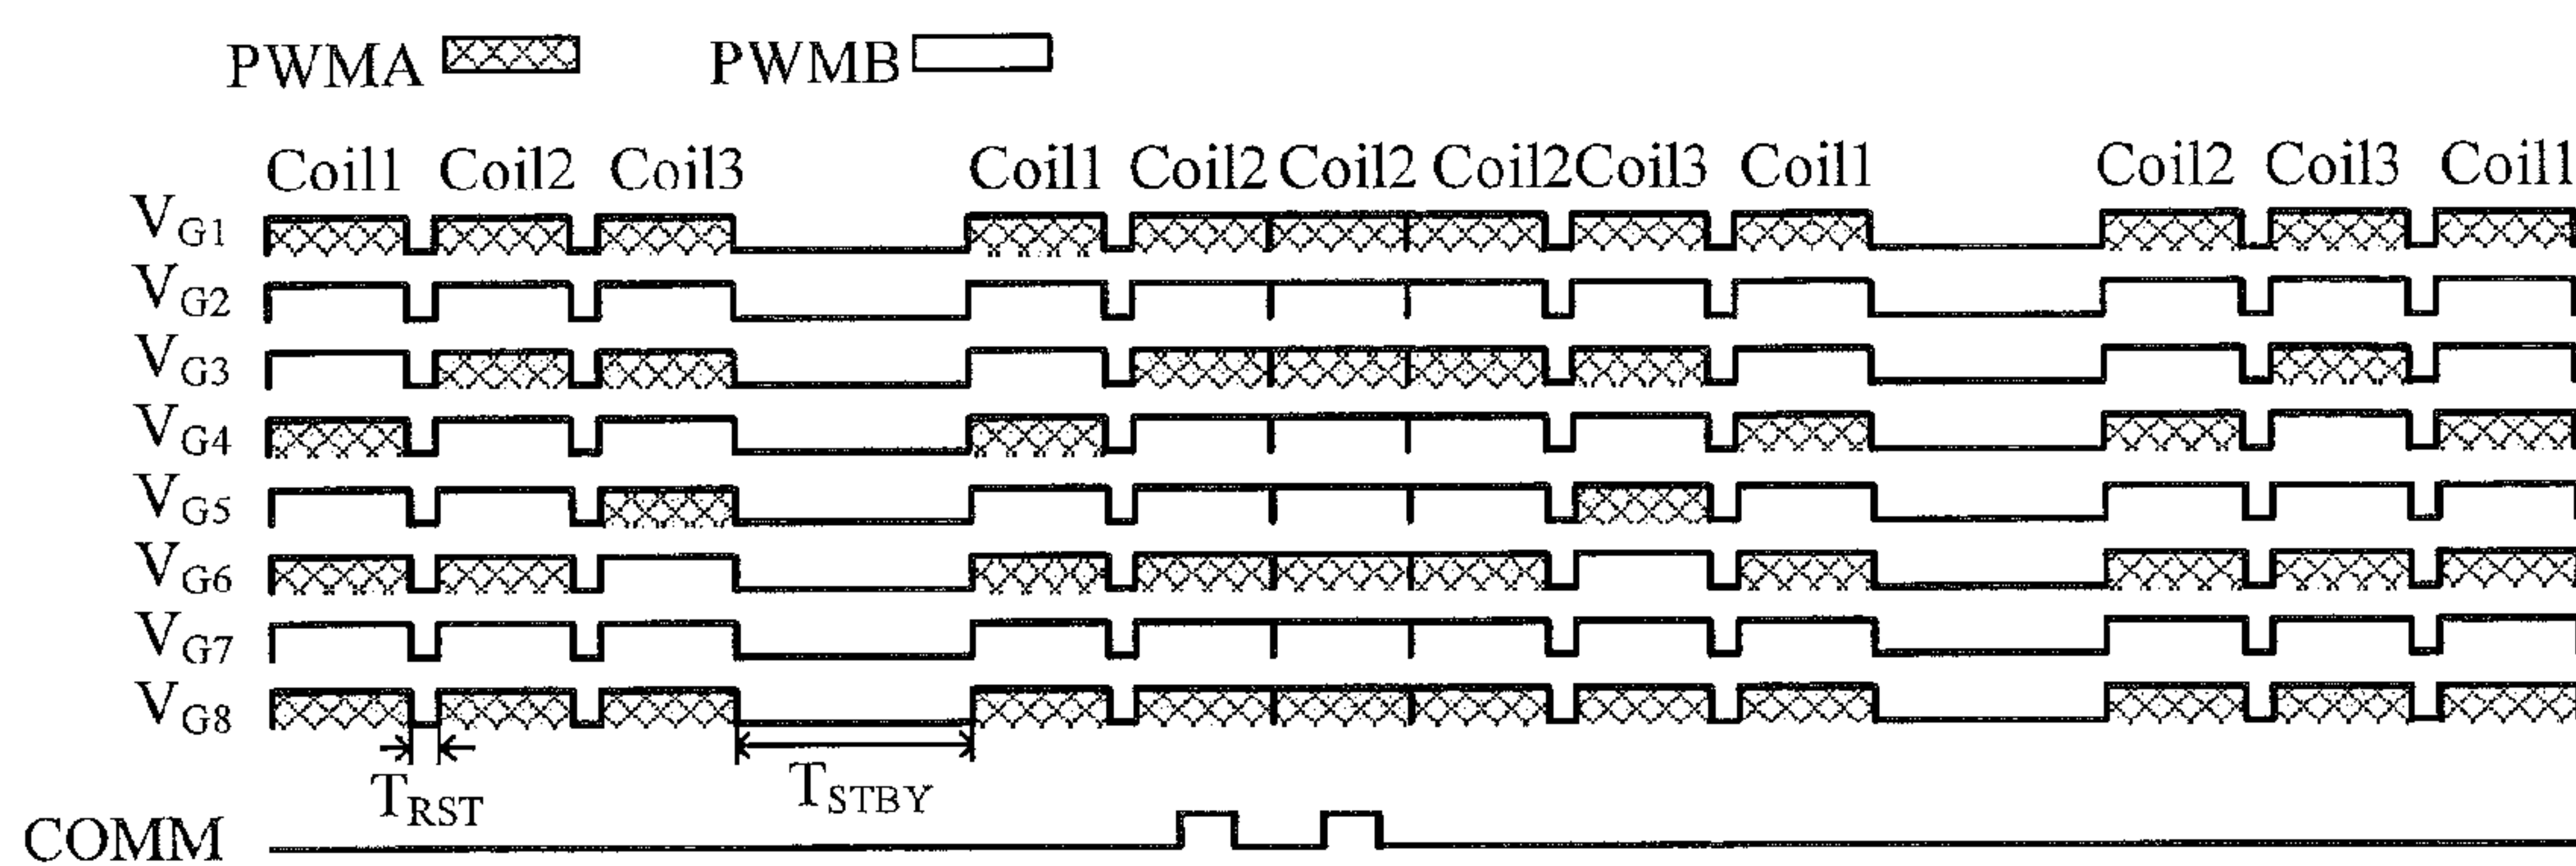 PWMA PWMB
Coil1 Coil2 Coil3 Coil1 Coil2 Coil2 Coil2 Coil3 Coil1 Coil2 Coil3 Coil1
VG1
VG2
VG3
VG4
VG5
VG6
VG7
VG8
TRST TSTBY
COMM